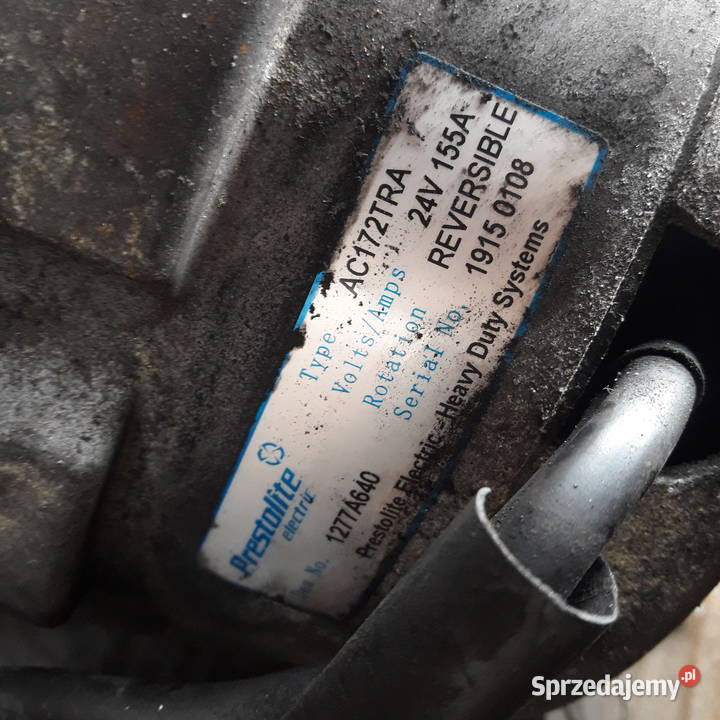 Type AC172TRA
Volts/Amps 24V 155A
Rotation REVERSIBLE
Serial No. 1915 0108
Prestolite
electric
No. 1277A640
Prestolite Electric - Heavy Duty Systems
Sprzedajemy.pl